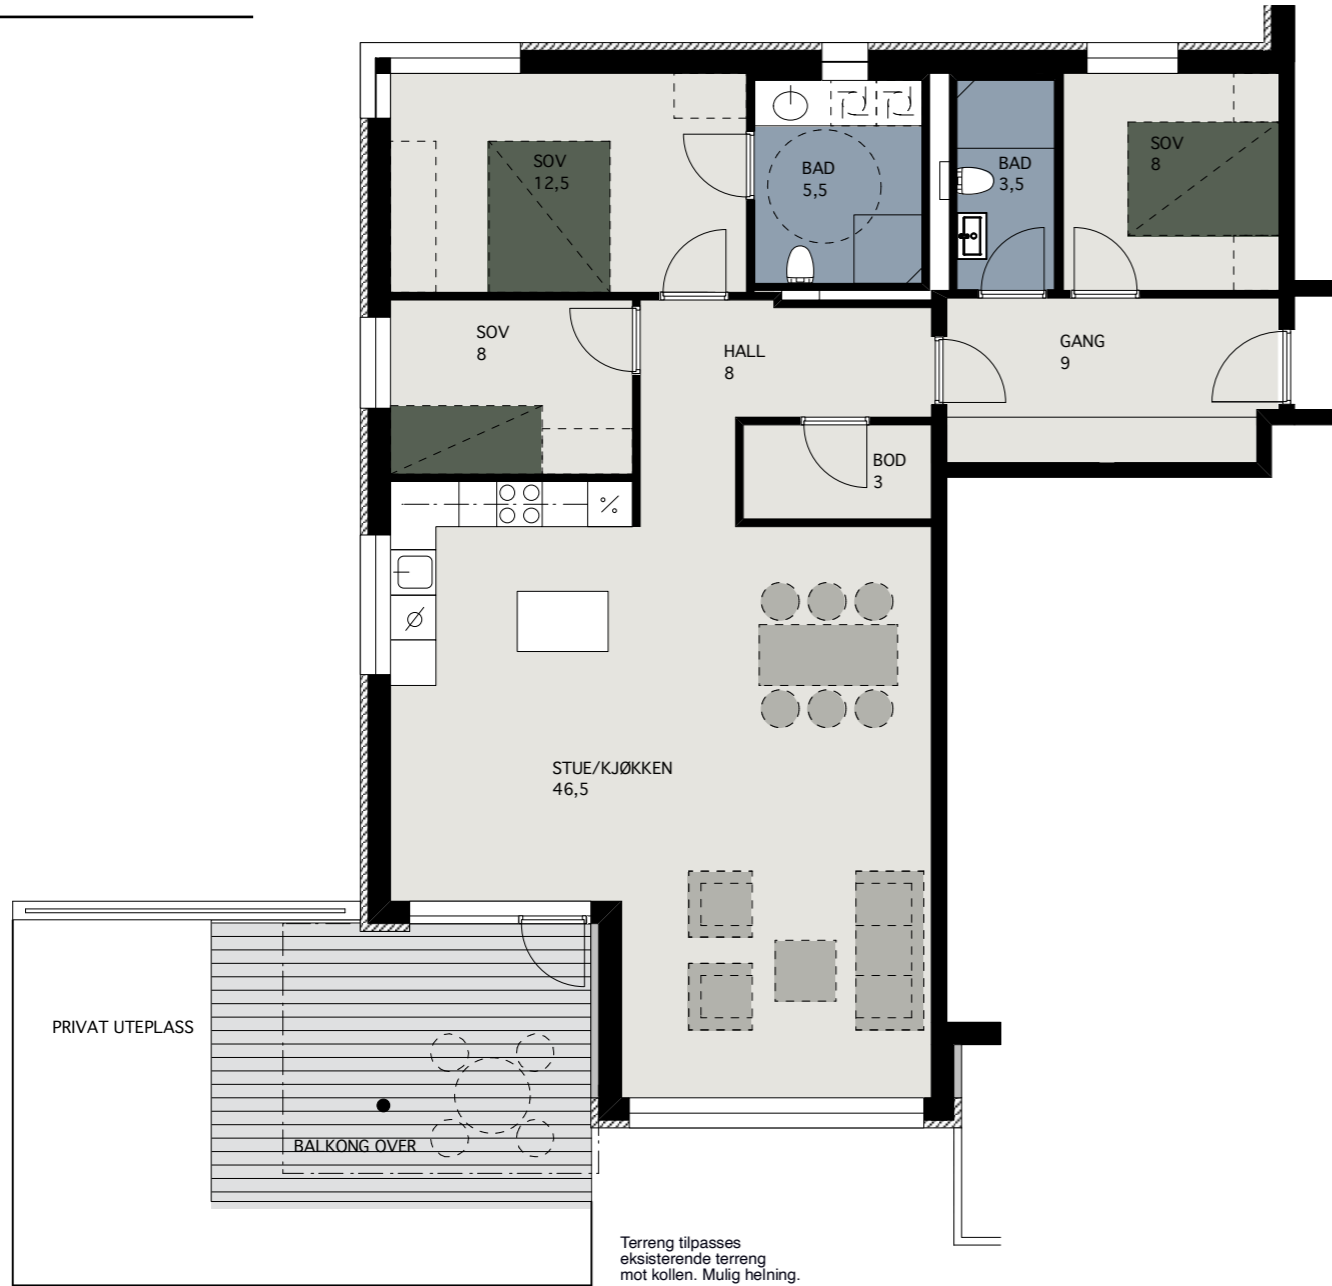 SOV
12,5
BAD
5,5
BAD
3,5
SOV
8
SOV
8
HALL
8
GANG
9
BOD
3
STUE/KJØKKEN
46,5
PRIVAT UTEPLASS
BALKONG OVER
Terreng tilpasses
eksisterende terreng
mot kollen. Mulig helning.